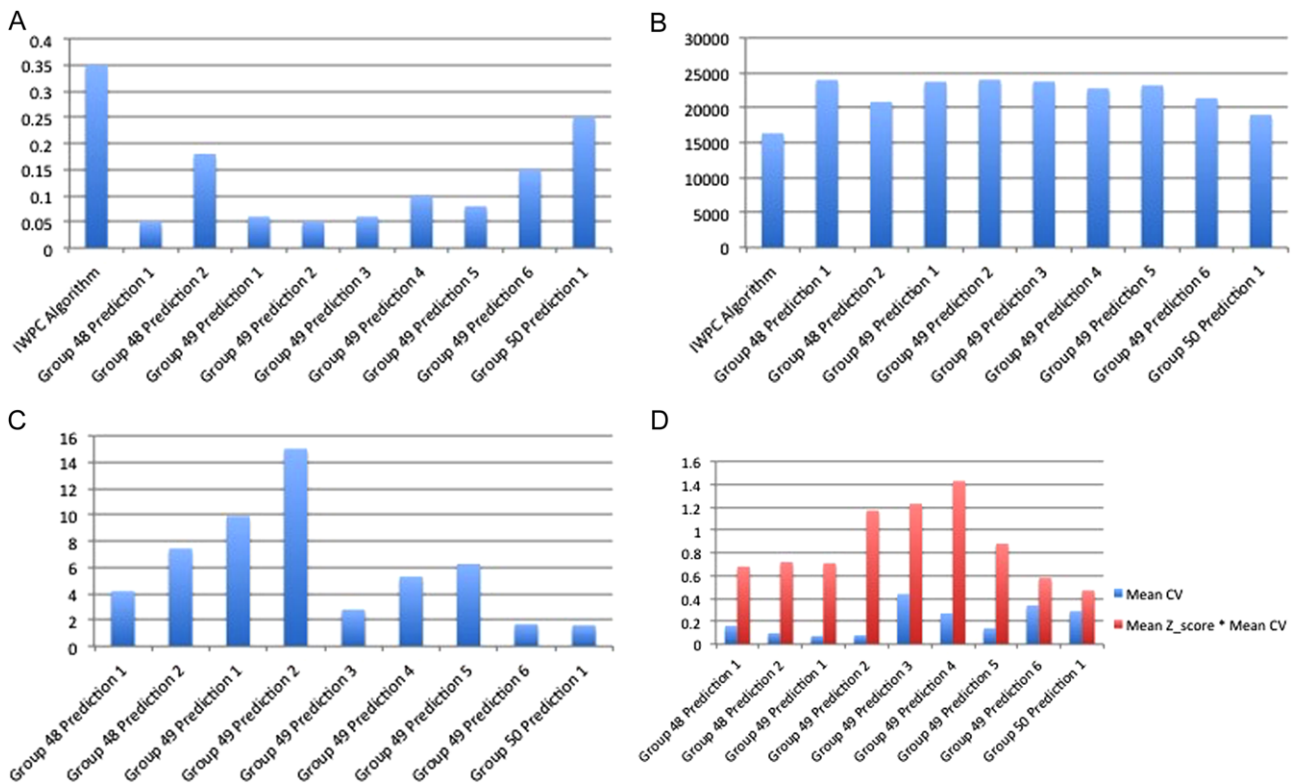 A
0.4
0.35
0.3
0.25
0.2
0.15
0.1
0.05
0
IWPC Algorithm
Group 48 Prediction 1
Group 48 Prediction 2
Group 49 Prediction 1
Group 49 Prediction 2
Group 49 Prediction 3
Group 49 Prediction 4
Group 49 Prediction 5
Group 49 Prediction 6
Group 50 Prediction 1
B
30000
25000
20000
15000
10000
5000
0
IWPC Algorithm
Group 48 Prediction 1
Group 48 Prediction 2
Group 49 Prediction 1
Group 49 Prediction 2
Group 49 Prediction 3
Group 49 Prediction 4
Group 49 Prediction 5
Group 49 Prediction 6
Group 50 Prediction 1
C
16
14
12
10
8
6
4
2
0
Group 48 Prediction 1
Group 48 Prediction 2
Group 49 Prediction 1
Group 49 Prediction 2
Group 49 Prediction 3
Group 49 Prediction 4
Group 49 Prediction 5
Group 49 Prediction 6
Group 50 Prediction 1
D
1.6
1.4
1.2
1
0.8
0.6
0.4
0.2
0
Group 48 Prediction 1
Group 48 Prediction 2
Group 49 Prediction 1
Group 49 Prediction 2
Group 49 Prediction 3
Group 49 Prediction 4
Group 49 Prediction 5
Group 49 Prediction 6
Group 50 Prediction 1
Mean CV
Mean Z_score * Mean CV